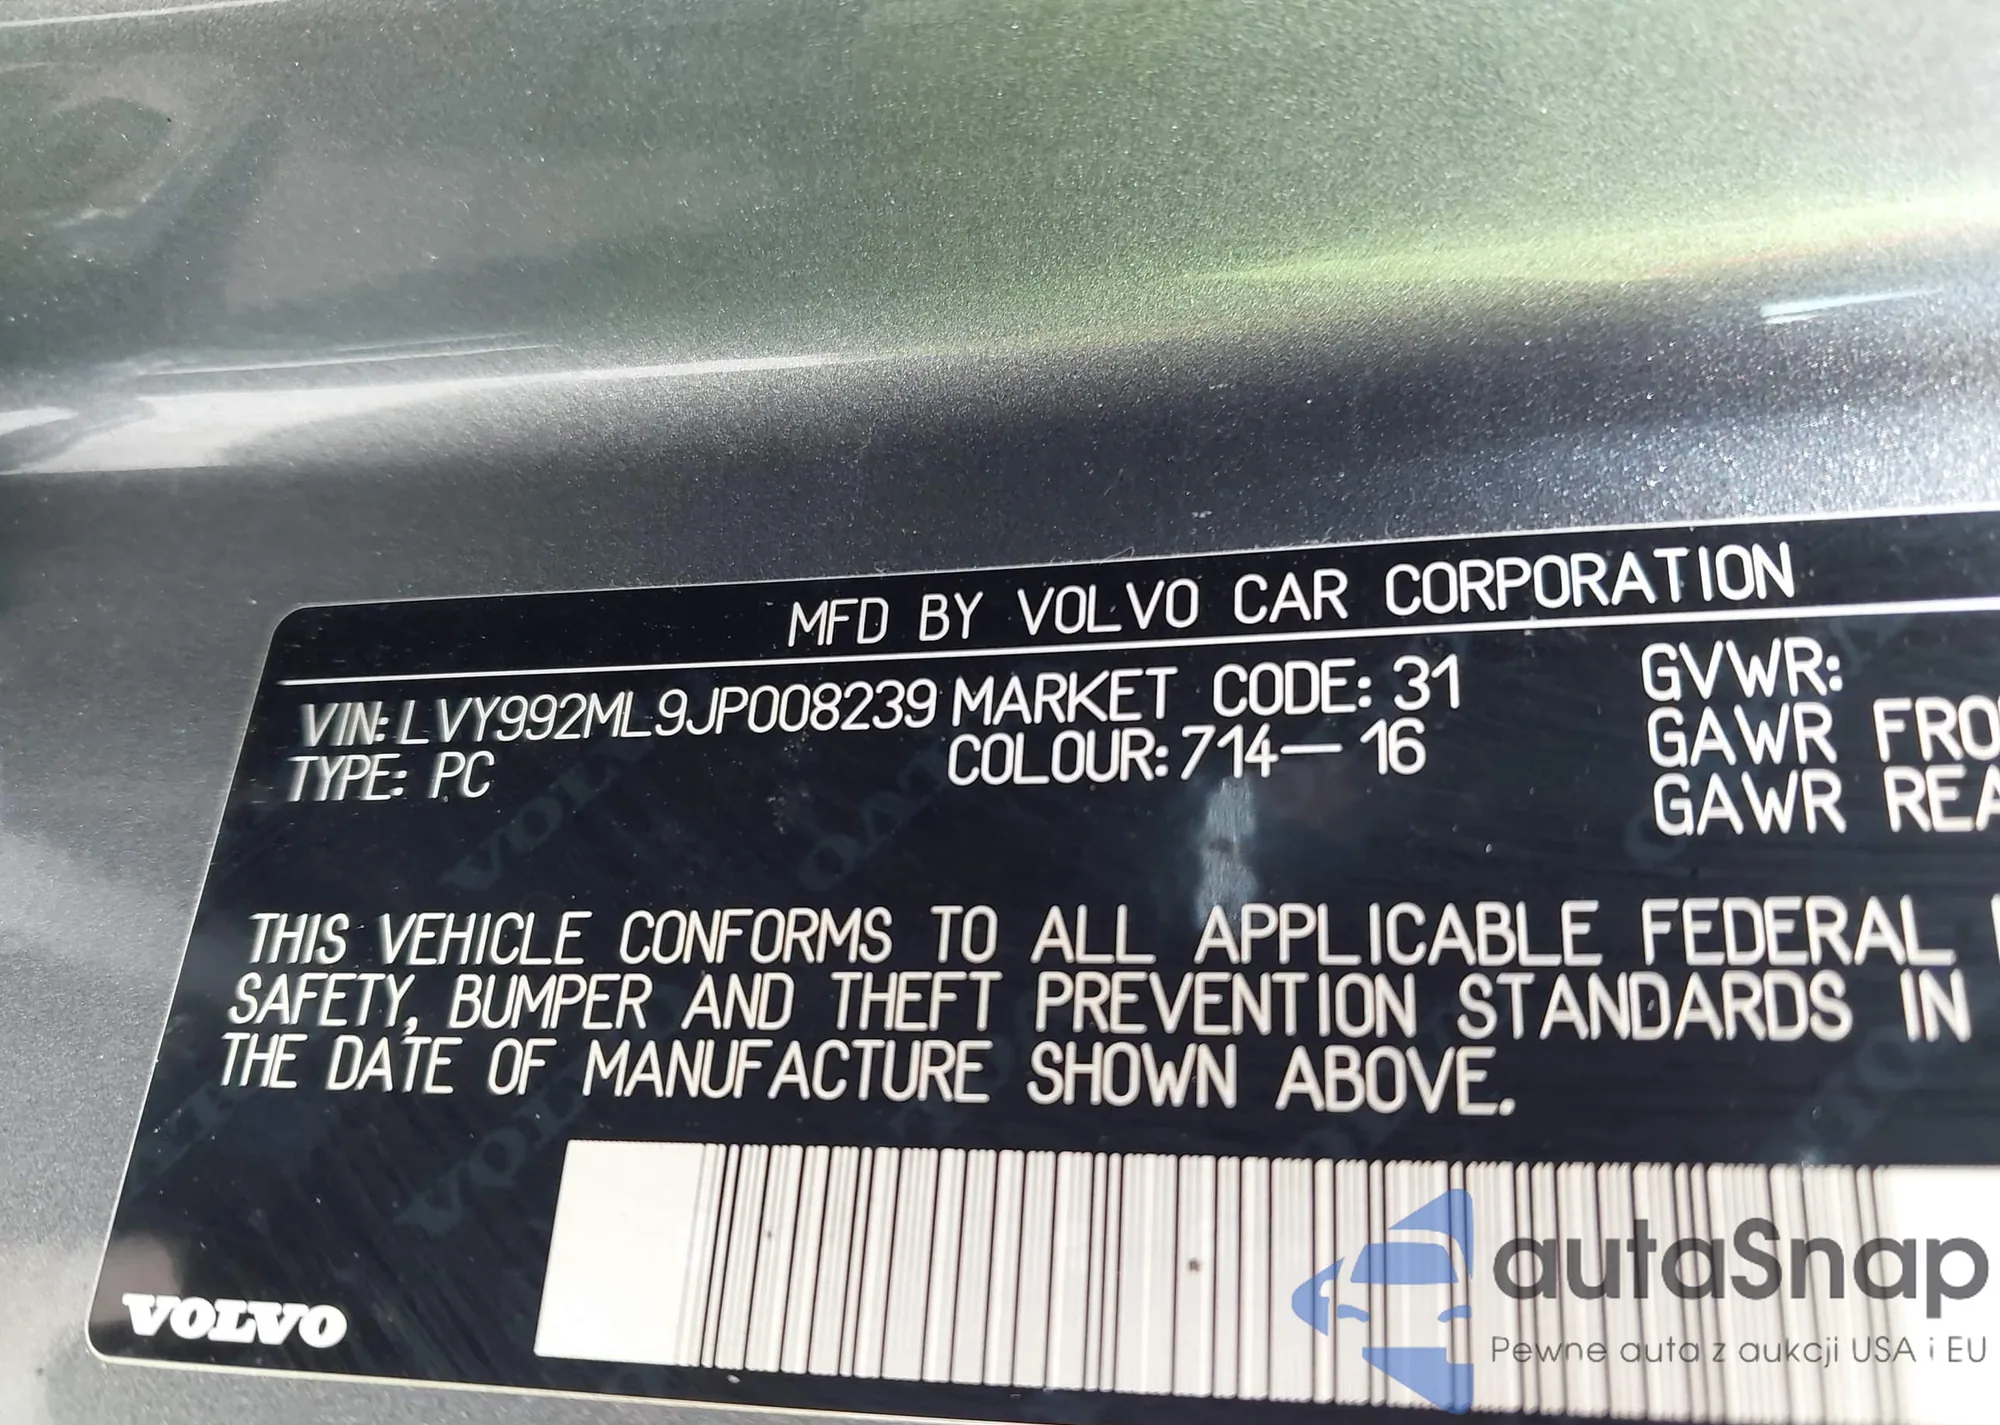 MFD BY VOLVO CAR CORPORATION
VIN: LVY992ML9JP008239 MARKET CODE: 31 GVWR:
TYPE: PC COLOUR: 714-16 GAWR FRO
GAWR REA
THIS VEHICLE CONFORMS TO ALL APPLICABLE FEDERAL
SAFETY, BUMPER AND THEFT PREVENTION STANDARDS IN
THE DATE OF MANUFACTURE SHOWN ABOVE.
VOLVO
autaSnap
Pewne auta z aukcji USA i EU